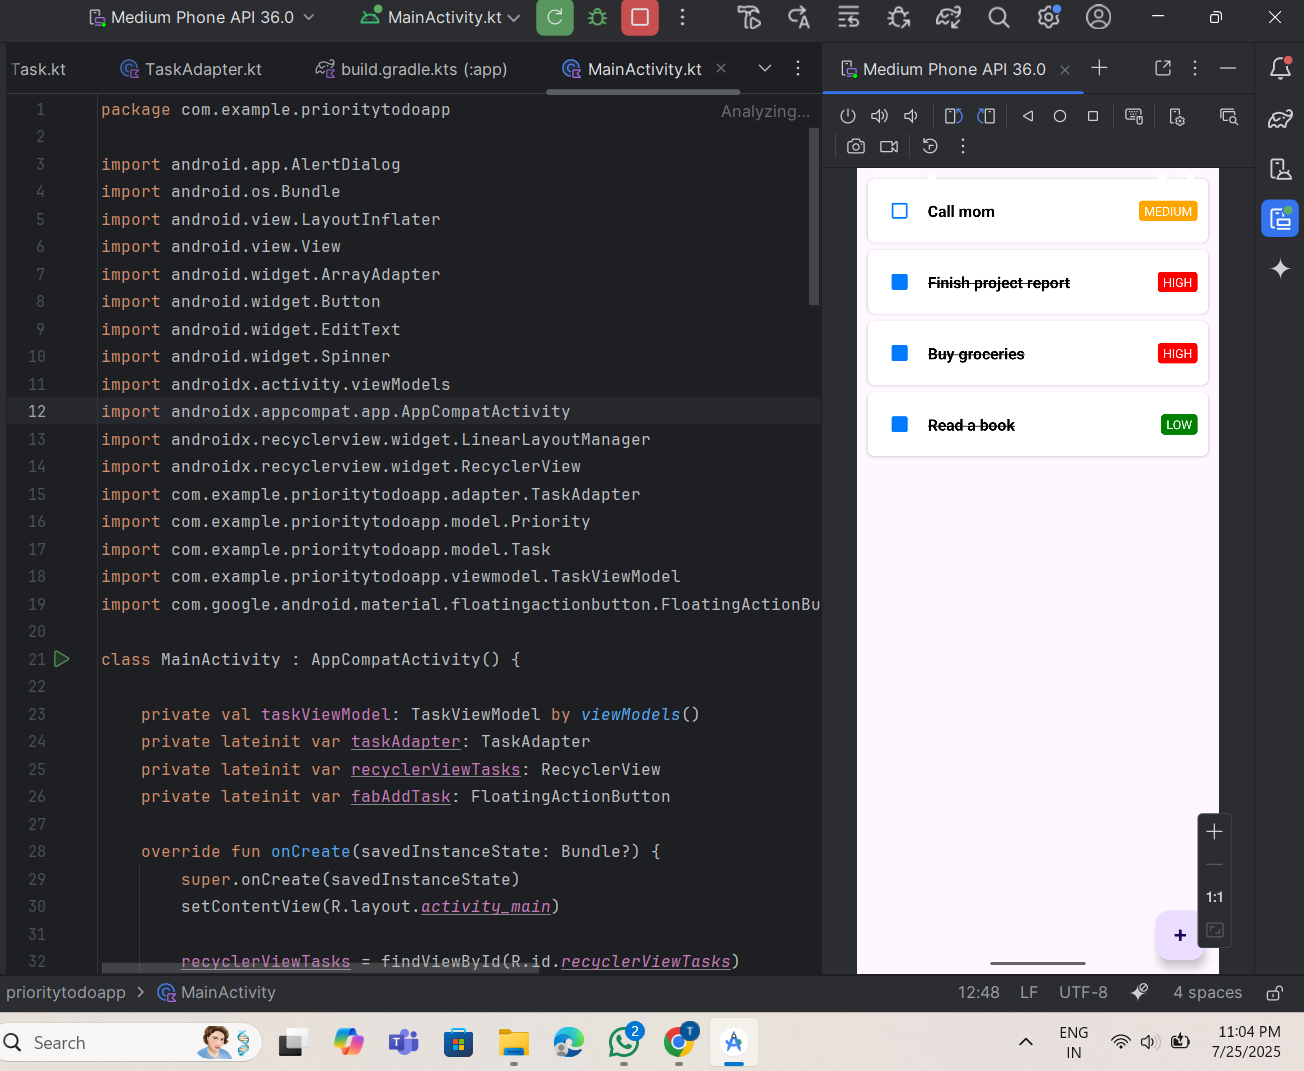 Medium Phone API 36.0
MainActivity.kt
Task.kt
TaskAdapter.kt
build.gradle.kts (:app)
MainActivity.kt
Medium Phone API 36.0
Analyzing...
1 package com.example.prioritytodoapp
2
3 import android.app.AlertDialog
4 import android.os.Bundle
5 import android.view.LayoutInflater
6 import android.view.View
7 import android.widget.ArrayAdapter
8 import android.widget.Button
9 import android.widget.EditText
10 import android.widget.Spinner
11 import androidx.activity.viewModels
12 import androidx.appcompat.app.AppCompatActivity
13 import androidx.recyclerview.widget.LinearLayoutManager
14 import androidx.recyclerview.widget.RecyclerView
15 import com.example.prioritytodoapp.adapter.TaskAdapter
16 import com.example.prioritytodoapp.model.Priority
17 import com.example.prioritytodoapp.model.Task
18 import com.example.prioritytodoapp.viewmodel.TaskViewModel
19 import com.google.android.material.floatingactionbutton.FloatingActionBu
20
21 class MainActivity : AppCompatActivity() {
22
23 private val taskViewModel: TaskViewModel by viewModels()
24 private lateinit var taskAdapter: TaskAdapter
25 private lateinit var recyclerViewTasks: RecyclerView
26 private lateinit var fabAddTask: FloatingActionButton
27
28 override fun onCreate(savedInstanceState: Bundle?) {
29 super.onCreate(savedInstanceState)
30 setContentView(R.layout.activity_main)
31
32 recyclerViewTasks = findViewById(R.id.recyclerViewTasks)
Call mom MEDIUM
Finish project report HIGH
Buy groceries HIGH
Read a book LOW
+
1:1
prioritytodoapp > MainActivity
12:48 LF UTF-8 4 spaces
Search
2
T
ENG
IN
11:04 PM
7/25/2025